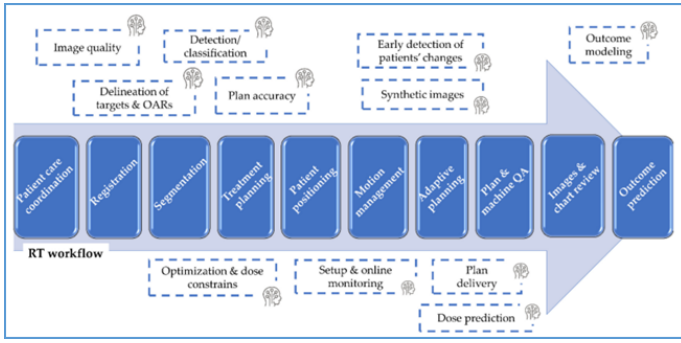 Image quality
Detection/
classification
Early detection of
patients' changes
Outcome
modeling
Delineation of
targets & OARs
Plan accuracy
Synthetic images
Patient care
coordination
Registration
Segmentation
Treatment
planning
Patient
positioning
Motion
management
Adaptive
planning
Plan &
machine QA
Images &
chart review
Outcome
prediction
RT workflow
Optimization & dose
constrains
Setup & online
monitoring
Plan
delivery
Dose prediction